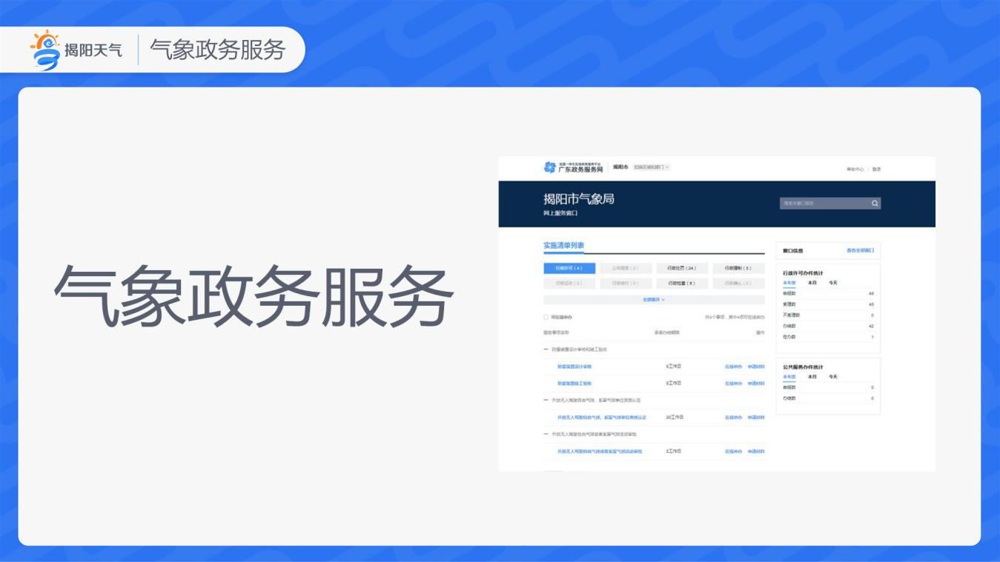 揭阳天气
气象政务服务
气象政务服务
全国一体化在线政务服务平台
广东政务服务网
揭阳市
切换区域和部门
帮助中心 | 登录
揭阳市气象局
网上服务窗口
搜索本窗口服务
实施清单列表
行政许可 ( 4 )
公共服务 ( 0 )
行政处罚 ( 24 )
行政强制 ( 3 )
行政征收 ( 0 )
行政给付 ( 0 )
行政检查 ( 6 )
行政确认 ( 0 )
全部展开
可在线申办
共4个事项，其中4项可在线申办
服务事项名称
承诺办结期限
操作
防雷装置设计审核和竣工验收
防雷装置设计审核 5工作日 在线申办 申请材料
防雷装置竣工验收 5工作日 在线申办 申请材料
升放无人驾驶自由气球、系留气球单位资质认定
升放无人驾驶自由气球、系留气球单位资质认定 20工作日 在线申办 申请材料
升放无人驾驶自由气球或者系留气球活动审批
升放无人驾驶自由气球或者系留气球活动审批 2工作日 在线申办 申请材料
窗口信息 查看全部窗口
行政许可办件统计
本年度 本月 今天
申报数 43
受理数 43
不受理数 0
办结数 42
在办数 1
公共服务办件统计
本年度 本月 今天
申报数 0
办结数 0